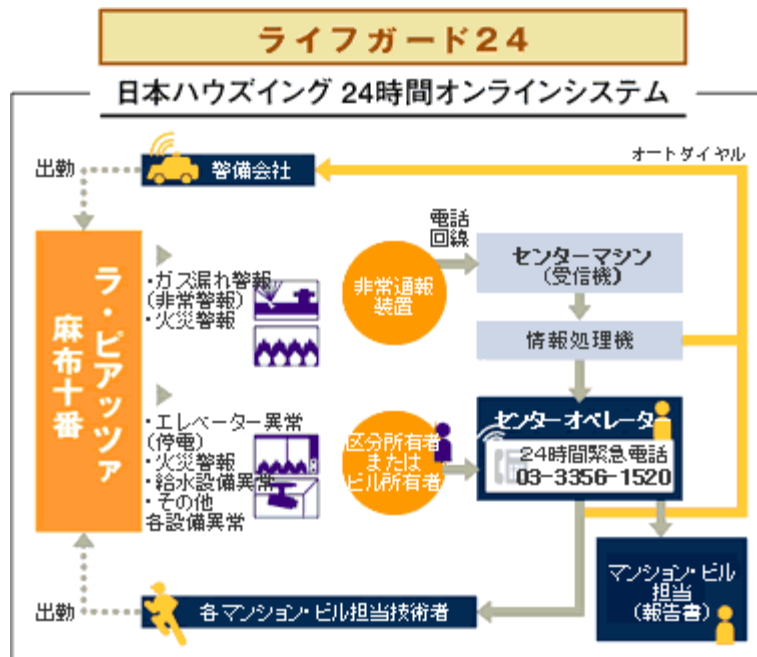 ライフガード24
日本ハウズイング 24時間オンラインシステム
オートダイヤル
出勤
警備会社
電話
回線
ラ・ピアッツァ
麻布十番
・ガス漏れ警報
(非常警報)
・火災警報
非常通報
装置
センターマシン
(受信機)
情報処理機
・エレベーター異常
(停電)
・火災警報
・給水設備異常
・その他
各設備異常
区分所有者
または
ビル所有者
センターオペレーター
24時間緊急電話
03-3356-1520
マンション・ビル
担当
(報告書)
出勤
各マンション・ビル担当技術者